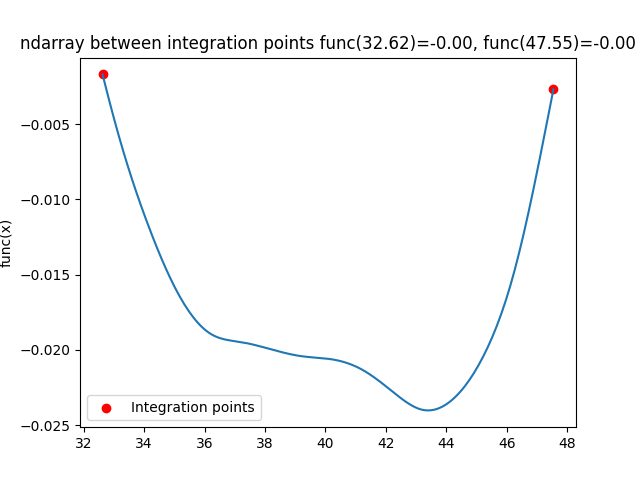 ndarray between integration points func(32.62)=-0.00, func(47.55)=-0.00
func(x)
−0.005
−0.010
−0.015
−0.020
−0.025
32 34 36 38 40 42 44 46 48
Integration points